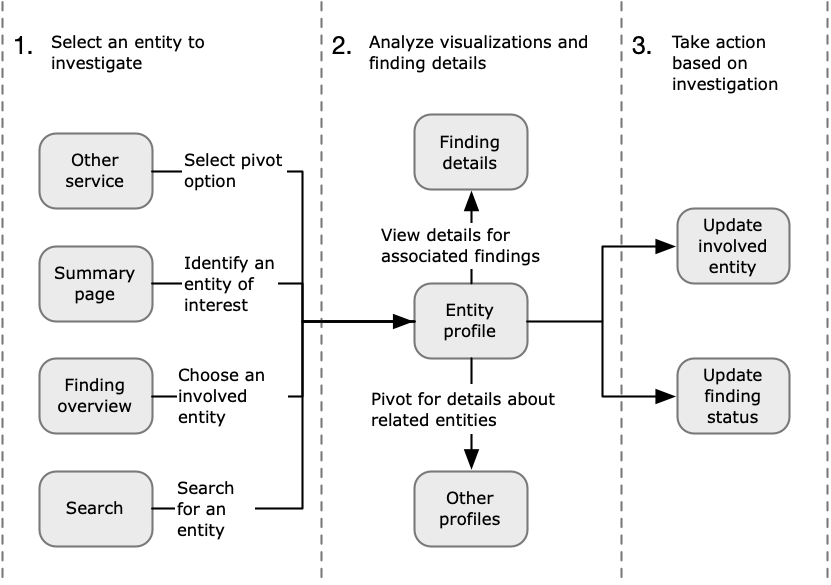 1. Select an entity to
investigate
2. Analyze visualizations and
finding details
3. Take action
based on
investigation
Other
service
Select pivot
option
Summary
page
Identify an
entity of
interest
Finding
overview
Choose an
involved
entity
Search
Search
for an
entity
Finding
details
View details for
associated findings
Entity
profile
Pivot for details about
related entities
Other
profiles
Update
involved
entity
Update
finding
status